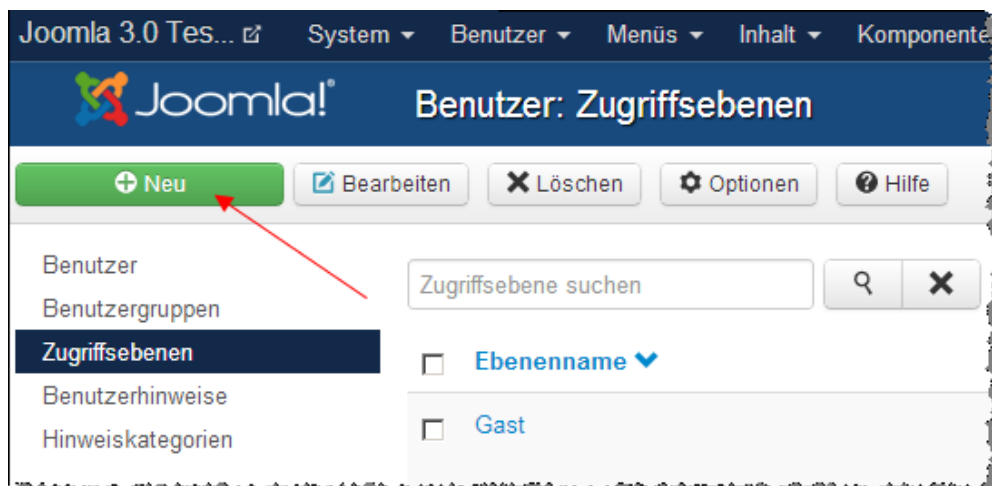 Joomla 3.0 Tes... System Benutzer Menüs Inhalt Komponente
Joomla!® Benutzer: Zugriffsebenen
Neu Bearbeiten Löschen Optionen Hilfe
Benutzer
Benutzergruppen
Zugriffsebenen
Benutzerhinweise
Hinweiskategorien
Zugriffsebene suchen
Ebenenname
Gast